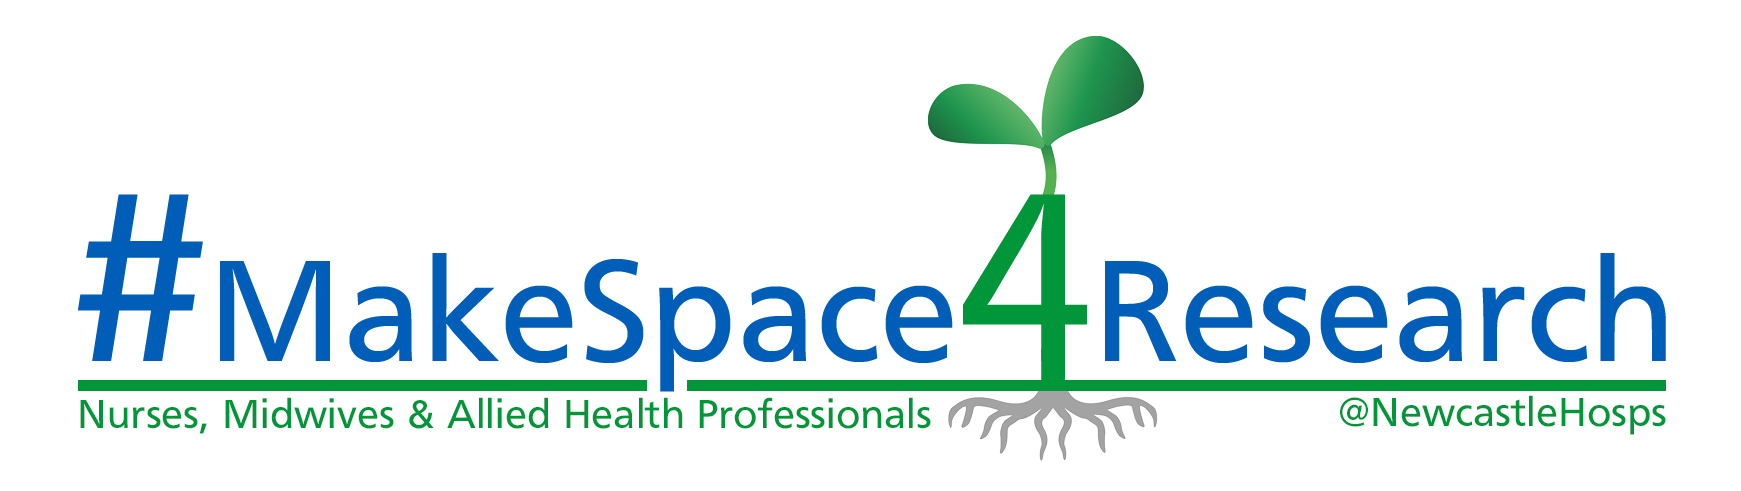 #MakeSpace4Research
Nurses, Midwives & Allied Health Professionals
@NewcastleHosps